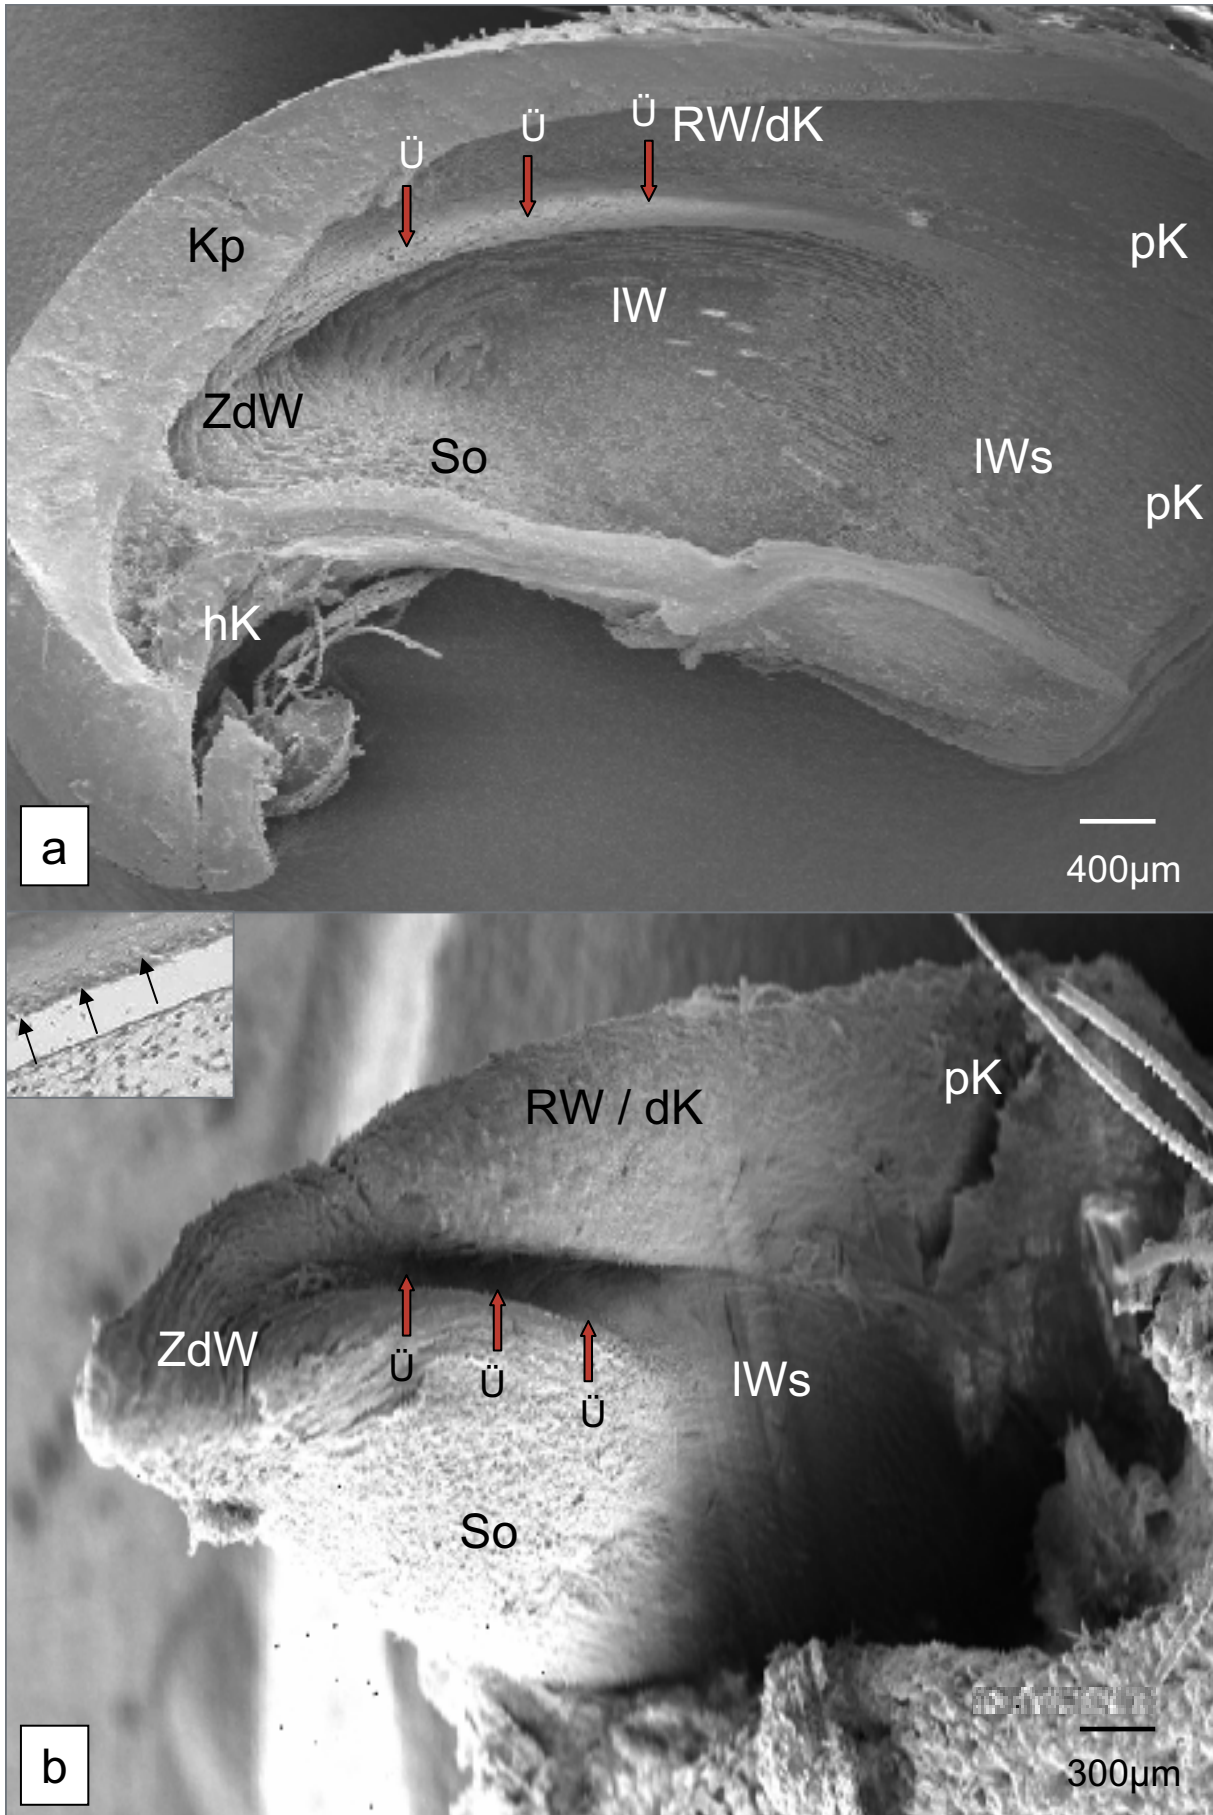 Ü Ü Ü RW/dK
Kp
pK
lW
ZdW
So
lWs
pK
hK
a
400µm
RW / dK
pK
ZdW
Ü Ü Ü
lWs
So
b
300µm